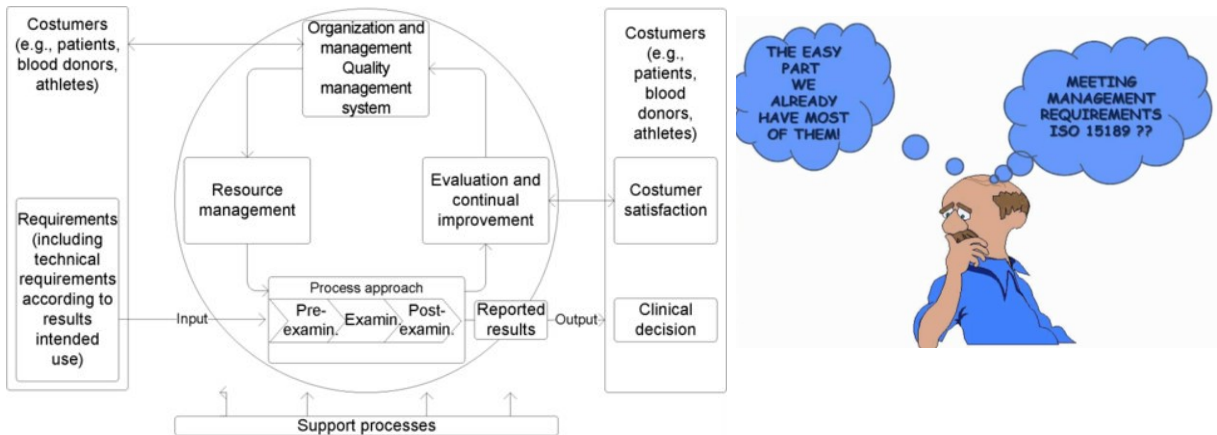 Costumers
(e.g., patients,
blood donors,
athletes)
Requirements
(including
technical
requirements
according to
results
intended
use)
Input
Organization and
management
Quality
management
system
Resource
management
Evaluation and
continual
improvement
Process approach
Pre-
examin.
Examin.
Post-
examin.
Reported
results
Output
Support processes
Costumers
(e.g.,
patients,
blood
donors,
athletes)
Costumer
satisfaction
Clinical
decision
THE EASY
PART
WE
ALREADY
HAVE MOST
OF THEM!
MEETING
MANAGEMENT
REQUIREMENTS
ISO 15189 ??